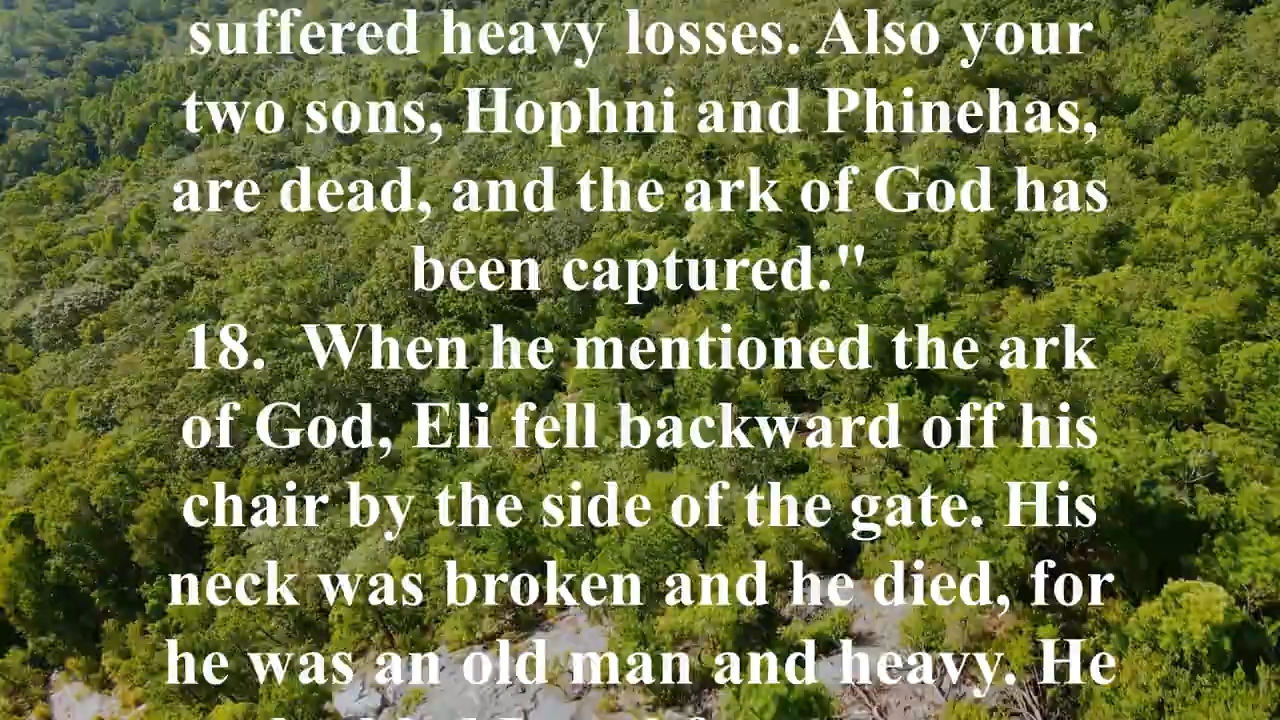 suffered heavy losses. Also your
two sons, Hophni and Phinehas,
are dead, and the ark of God has
been captured."
18.  When he mentioned the ark
of God, Eli fell backward off his
chair by the side of the gate. His
neck was broken and he died, for
he was an old man and heavy. He